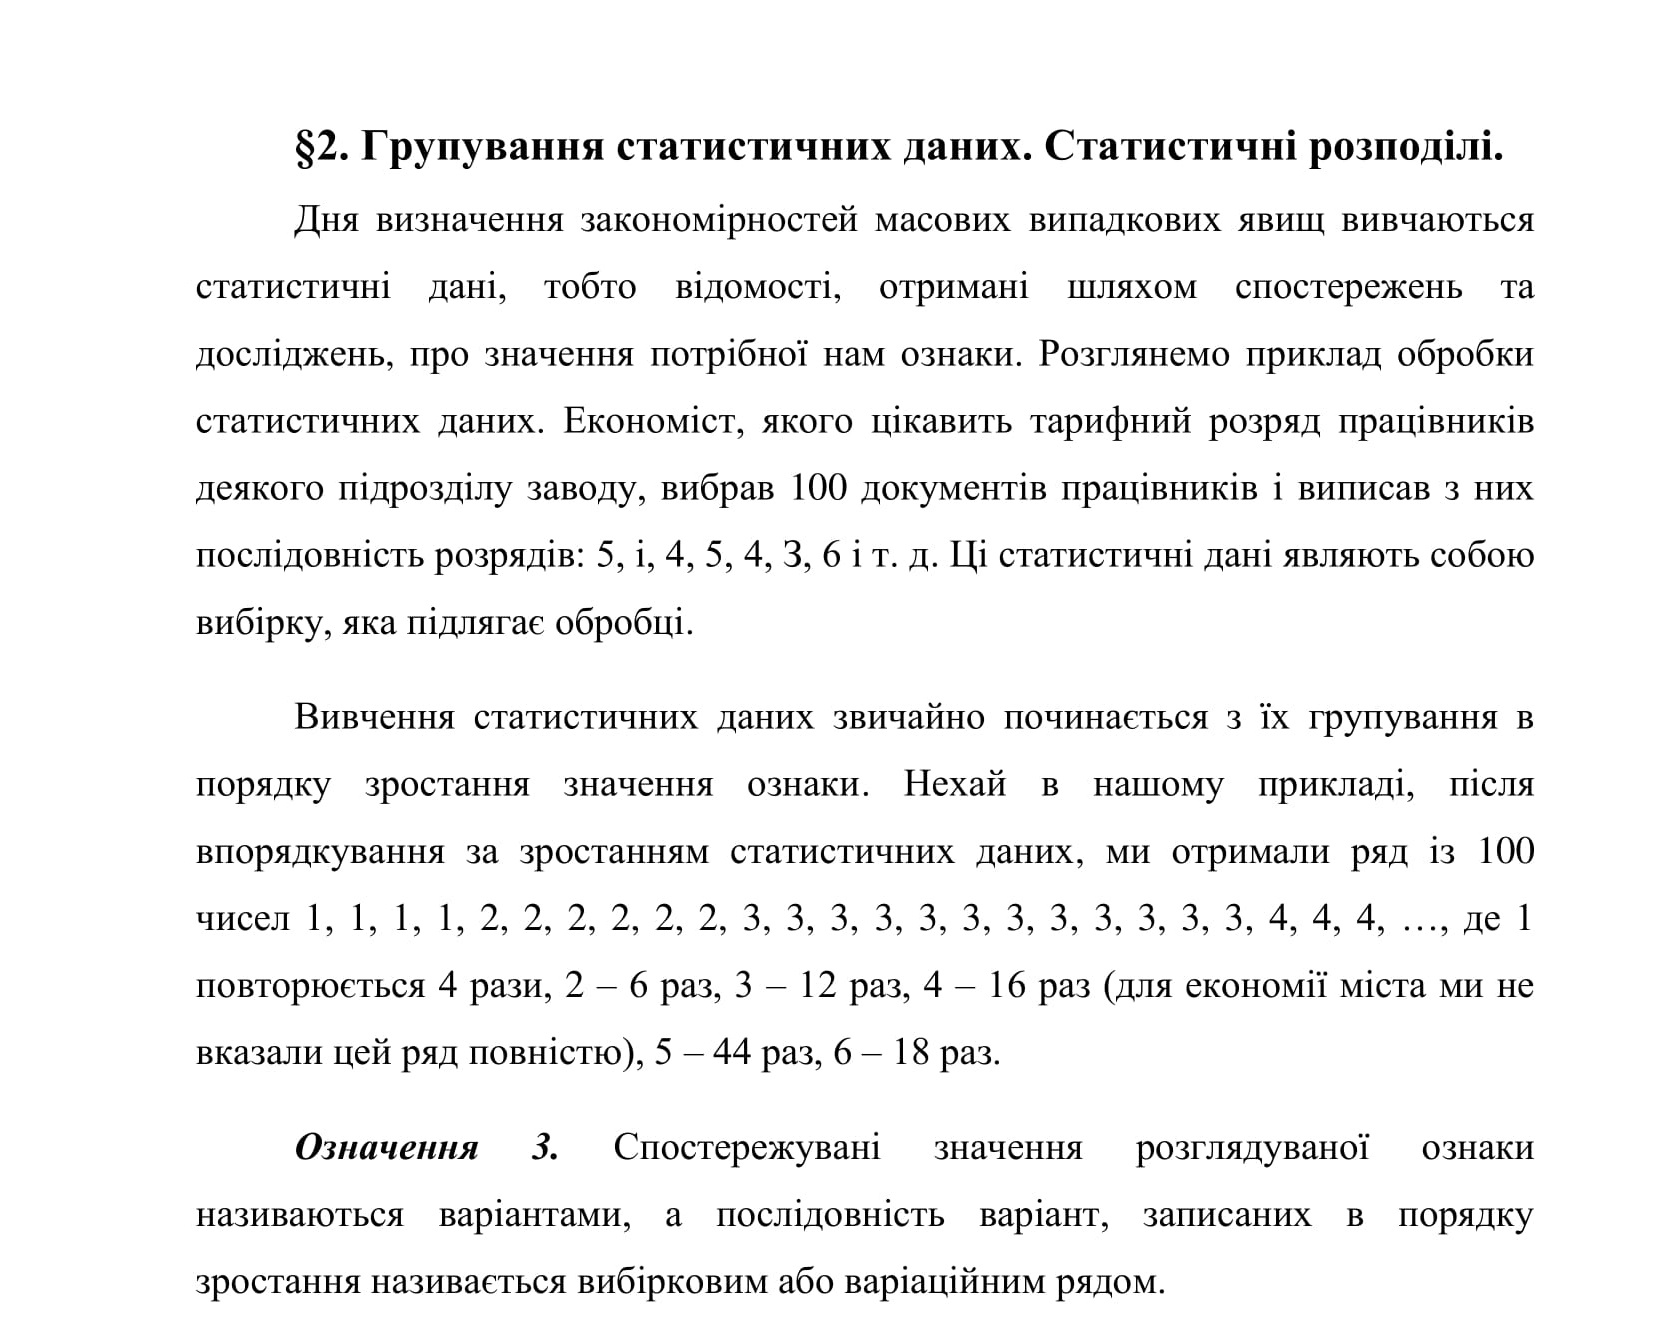 §2. Групування статистичних даних. Статистичні розподілі.
Дня визначення закономірностей масових випадкових явищ вивчаються
статистичні дані, тобто відомості, отримані шляхом спостережень та
досліджень, про значення потрібної нам ознаки. Розглянемо приклад обробки
статистичних даних. Економіст, якого цікавить тарифний розряд працівників
деякого підрозділу заводу, вибрав 100 документів працівників і виписав з них
послідовність розрядів: 5, і, 4, 5, 4, З, 6 і т. д. Ці статистичні дані являють собою
вибірку, яка підлягає обробці.
Вивчення статистичних даних звичайно починається з їх групування в
порядку зростання значення ознаки. Нехай в нашому прикладі, після
впорядкування за зростанням статистичних даних, ми отримали ряд із 100
чисел 1, 1, 1, 1, 2, 2, 2, 2, 2, 2, 3, 3, 3, 3, 3, 3, 3, 3, 3, 3, 3, 3, 4, 4, 4, …, де 1
повторюється 4 рази, 2 – 6 раз, 3 – 12 раз, 4 – 16 раз (для економії міста ми не
вказали цей ряд повністю), 5 – 44 раз, 6 – 18 раз.
Означення 3. Спостережувані значення розглядуваної ознаки
називаються варіантами, а послідовність варіант, записаних в порядку
зростання називається вибірковим або варіаційним рядом.